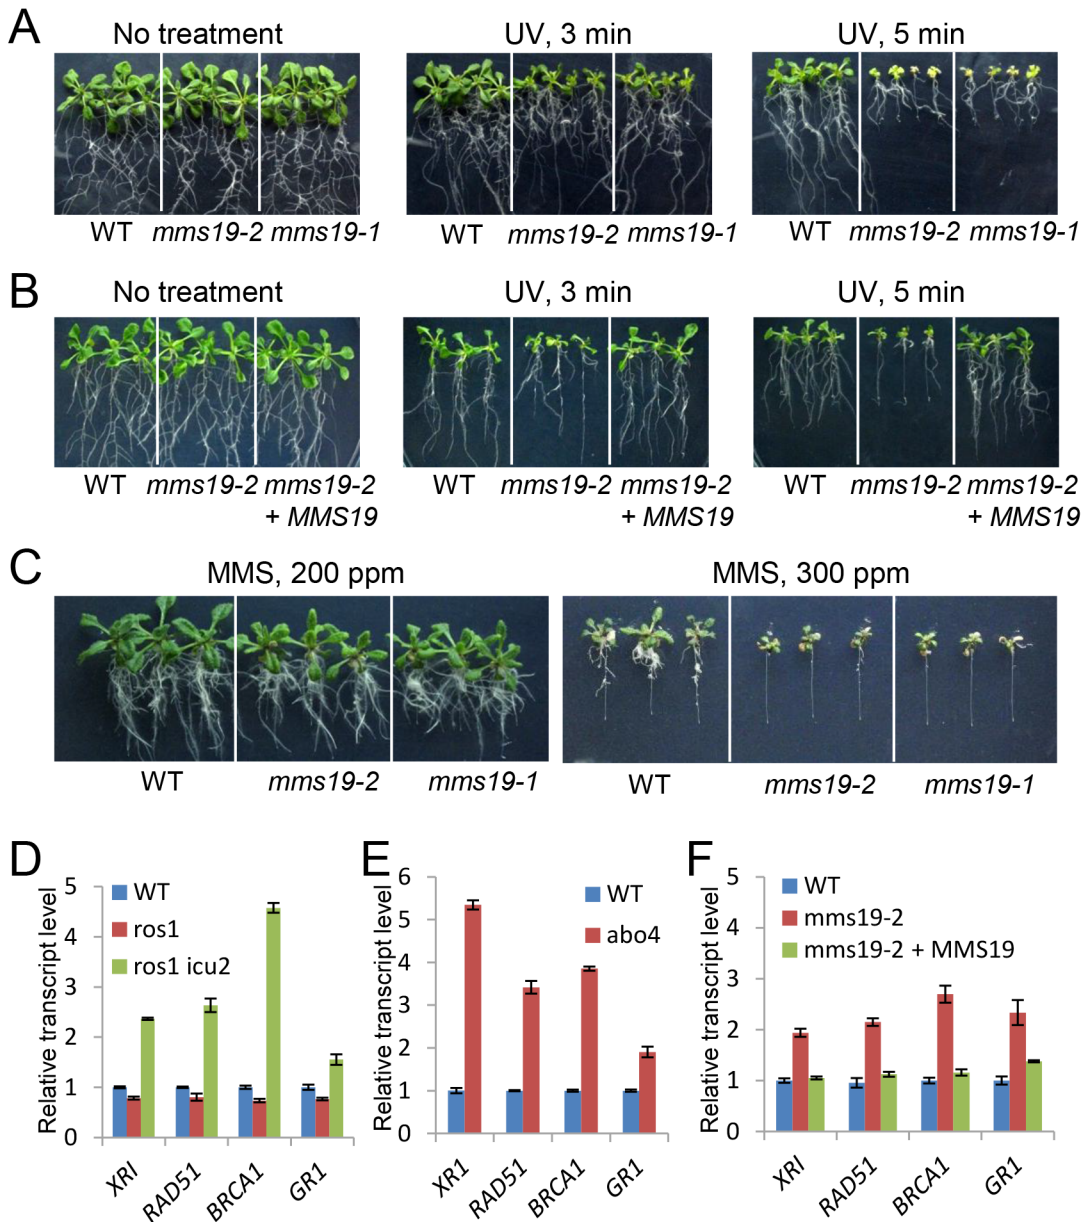 A
No treatment
UV, 3 min
UV, 5 min
WT
mms19-2
mms19-1
WT
mms19-2
mms19-1
WT
mms19-2
mms19-1
B
No treatment
UV, 3 min
UV, 5 min
WT
mms19-2
mms19-2
+ MMS19
WT
mms19-2
mms19-2
+ MMS19
WT
mms19-2
mms19-2
+ MMS19
C
MMS, 200 ppm
MMS, 300 ppm
WT
mms19-2
mms19-1
WT
mms19-2
mms19-1
D
Relative transcript level
5
4
3
2
1
0
WT
ros1
ros1 icu2
XRI
RAD51
BRCA1
GR1
E
Relative transcript level
6
5
4
3
2
1
0
WT
abo4
XR1
RAD51
BRCA1
GR1
F
Relative transcript level
5
4
3
2
1
0
WT
mms19-2
mms19-2 + MMS19
XRI
RAD51
BRCA1
GR1